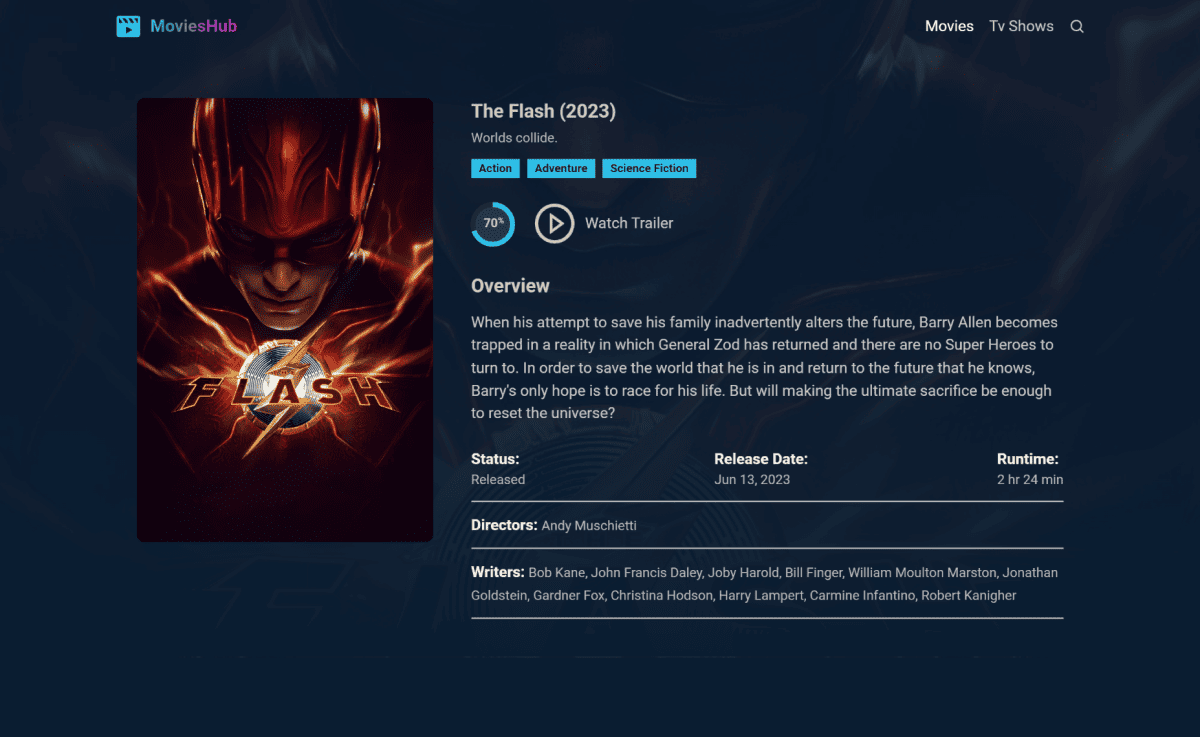 MoviesHub
Movies
Tv Shows
The Flash (2023)
Worlds collide.
Action
Adventure
Science Fiction
70%
Watch Trailer
FLASH
Overview
When his attempt to save his family inadvertently alters the future, Barry Allen becomes
trapped in a reality in which General Zod has returned and there are no Super Heroes to
turn to. In order to save the world that he is in and return to the future that he knows,
Barry's only hope is to race for his life. But will making the ultimate sacrifice be enough
to reset the universe?
Status:
Released
Release Date:
Jun 13, 2023
Runtime:
2 hr 24 min
Directors: Andy Muschietti
Writers: Bob Kane, John Francis Daley, Joby Harold, Bill Finger, William Moulton Marston, Jonathan
Goldstein, Gardner Fox, Christina Hodson, Harry Lampert, Carmine Infantino, Robert Kanigher